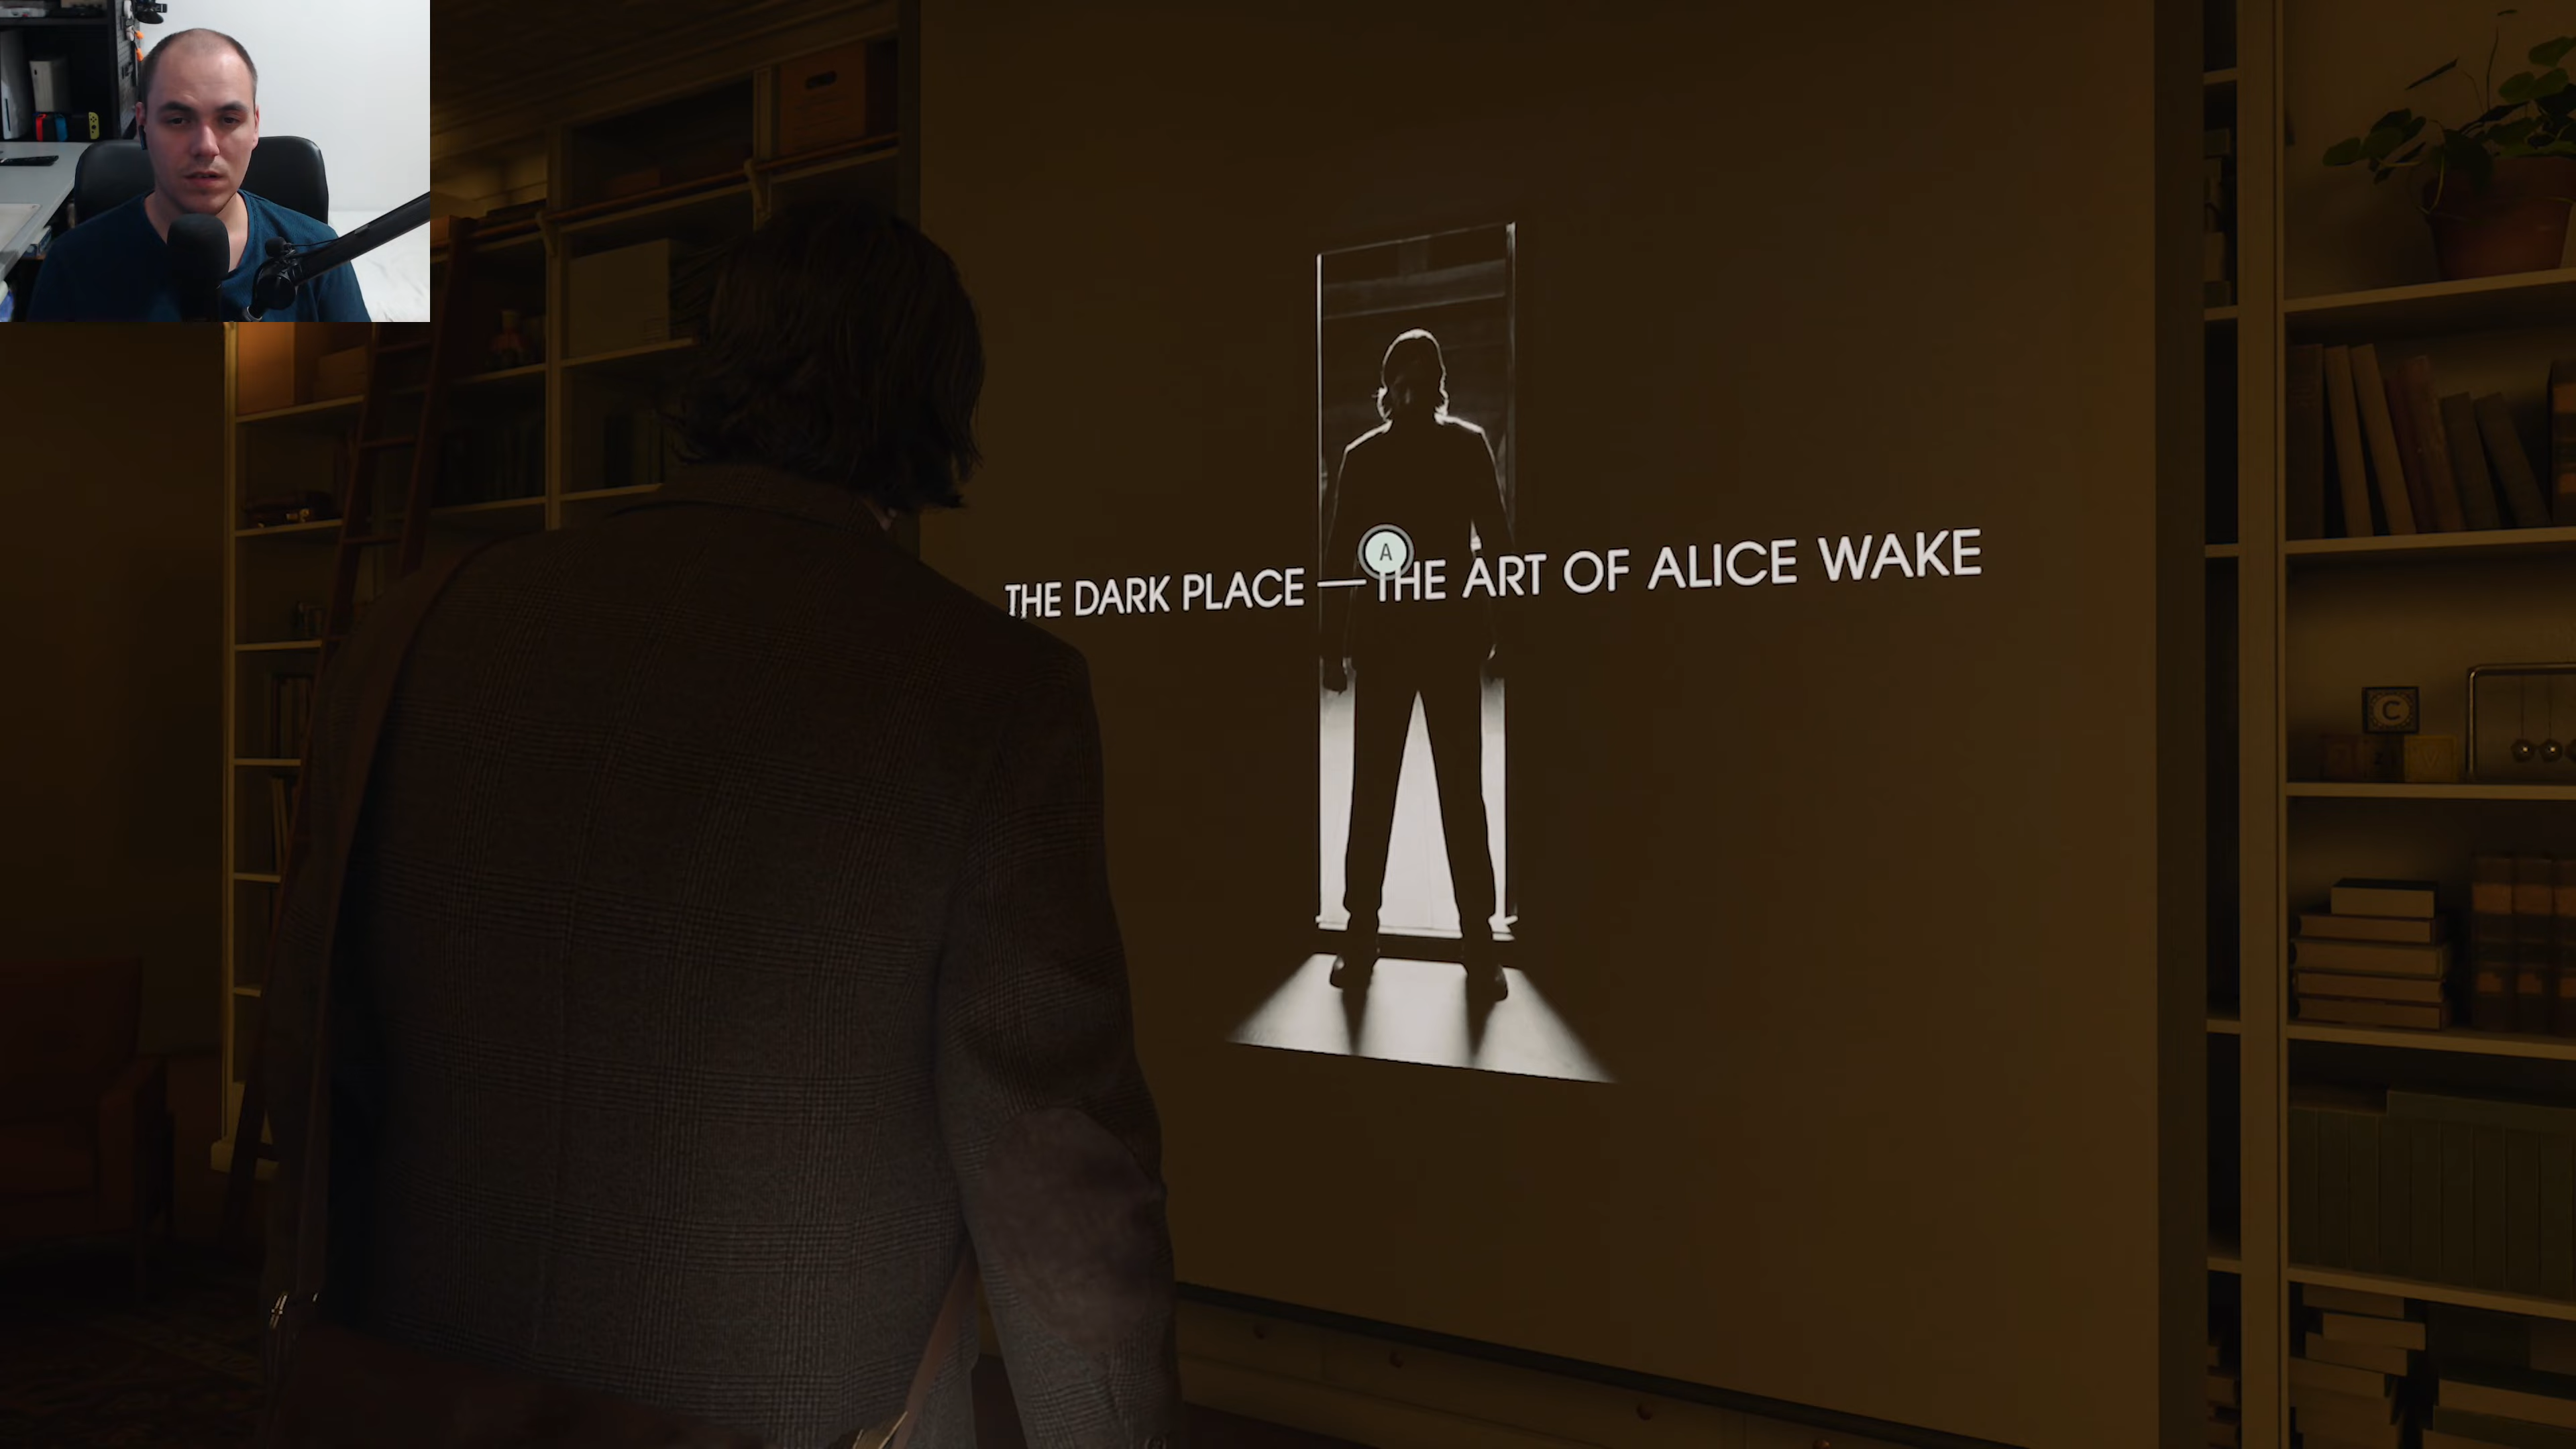 THE DARK PLACE — THE ART OF ALICE WAKE
A
C